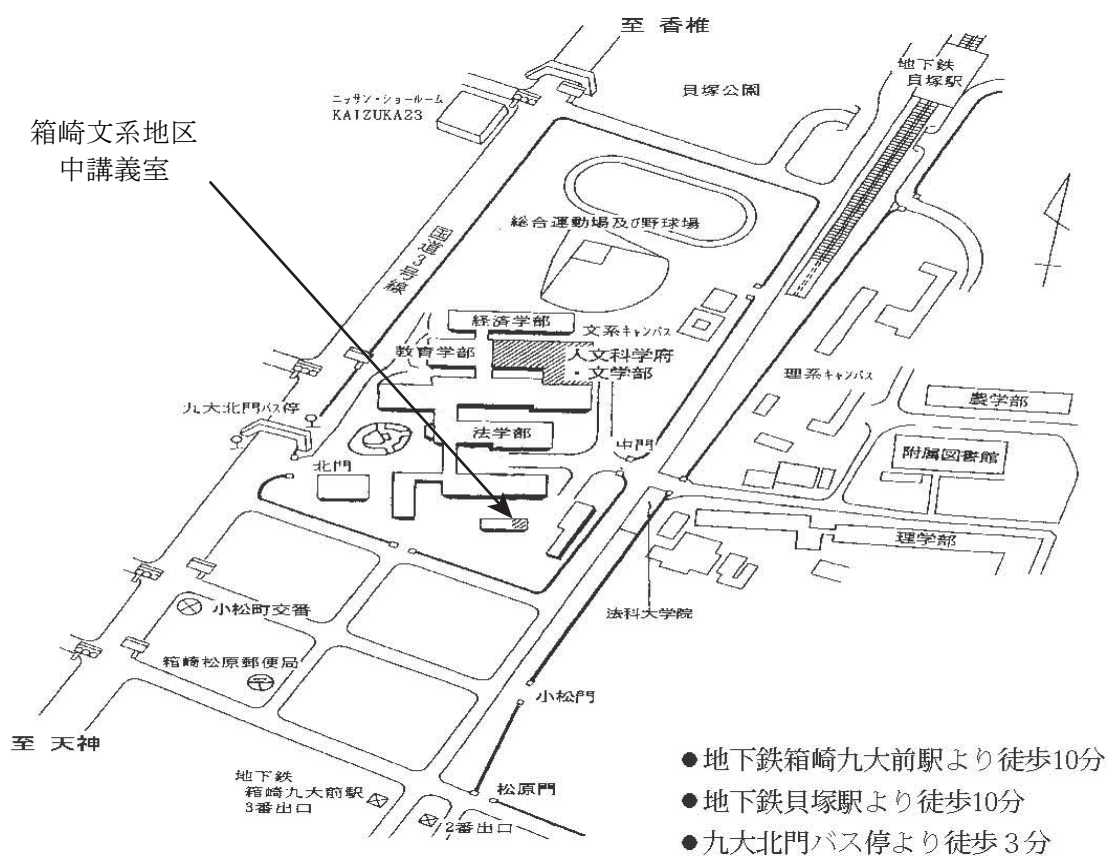 至 香椎
地下鉄
貝塚駅
ニッサン・ショールーム
KAIZUKA23
貝塚公園
箱崎文系地区
中講義室
総合運動場及び野球場
国道3号線
経済学部
文系キャンパス
教育学部
人文科学府
・文学部
理系キャンパス
農学部
九大北門バス停
法学部
中門
附属図書館
北門
理学部
小松町交番
法科大学院
箱崎松原郵便局
小松門
至 天神
地下鉄
箱崎九大前駅
3番出口
松原門
2番出口
●地下鉄箱崎九大前駅より徒歩10分
●地下鉄貝塚駅より徒歩10分
●九大北門バス停より徒歩３分